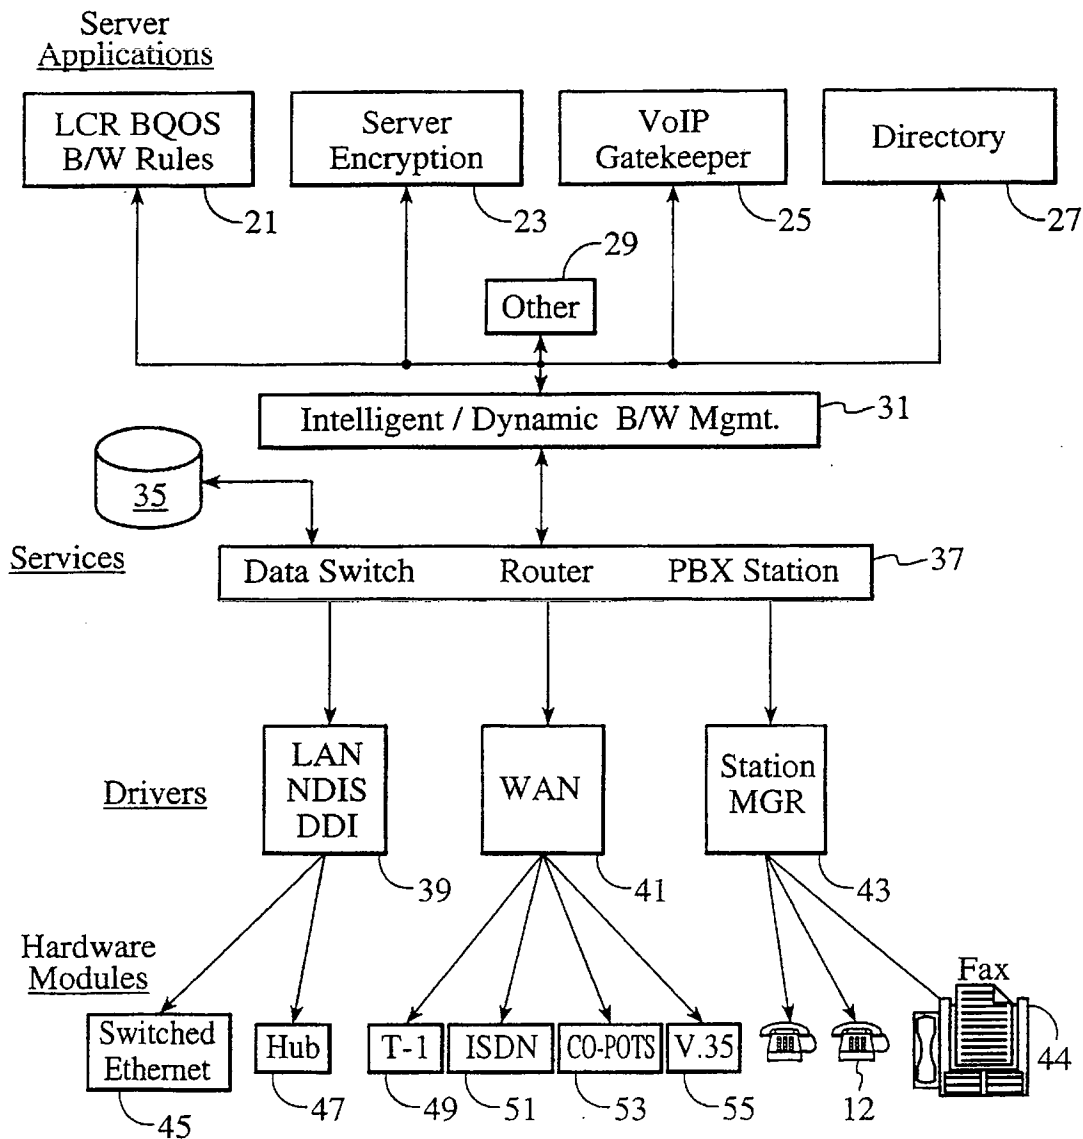 Server
Applications
LCR BQOS
B/W Rules
Server
Encryption
VoIP
Gatekeeper
Directory
21
23
25
27
29
Other
Intelligent / Dynamic B/W Mgmt.
31
35
Services
Data Switch
Router
PBX Station
37
Drivers
LAN
NDIS
DDI
WAN
Station
MGR
39
41
43
Hardware
Modules
Fax
Switched
Ethernet
Hub
T-1
ISDN
CO-POTS
V.35
44
45
47
49
51
53
55
12